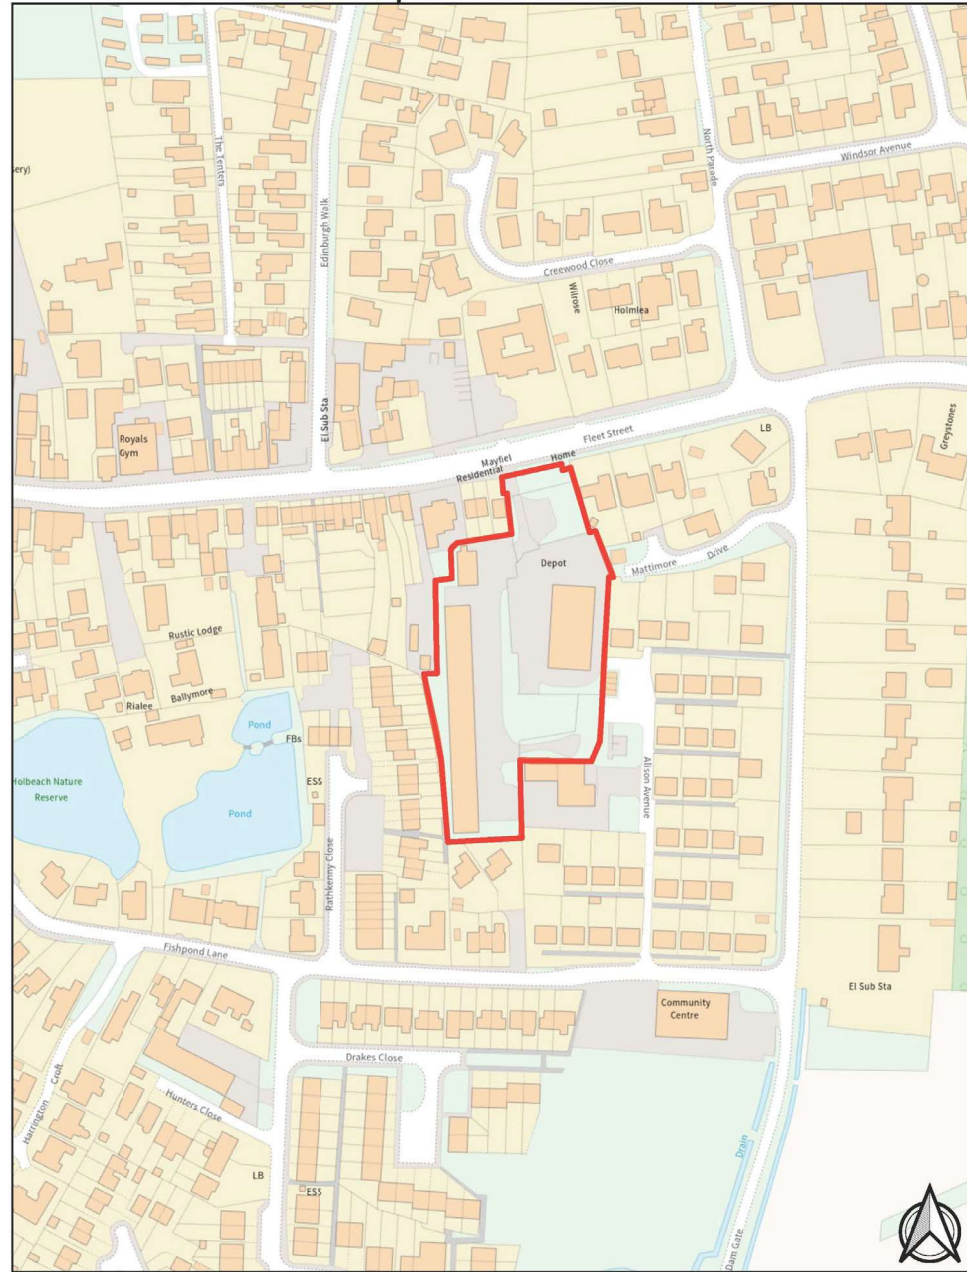 ery)
The Tenters
Edinburgh Walk
North Parade
Windsor Avenue
Creewood Close
Wilrose
Holmlea
El Sub Sta
Royals
Gym
Mayfiel
Residential
Home
Fleet Street
LB
Greystones
Depot
Mattimore Drive
Rustic Lodge
Ballymore
Rialee
Pond
FBs
Holbeach Nature
Reserve
Pond
ESS
Rathkenny Close
Alison Avenue
Fishpond Lane
El Sub Sta
Community
Centre
Harrington Croft
Drakes Close
Hunters Close
LB
ESS
Drain
Dam Gate